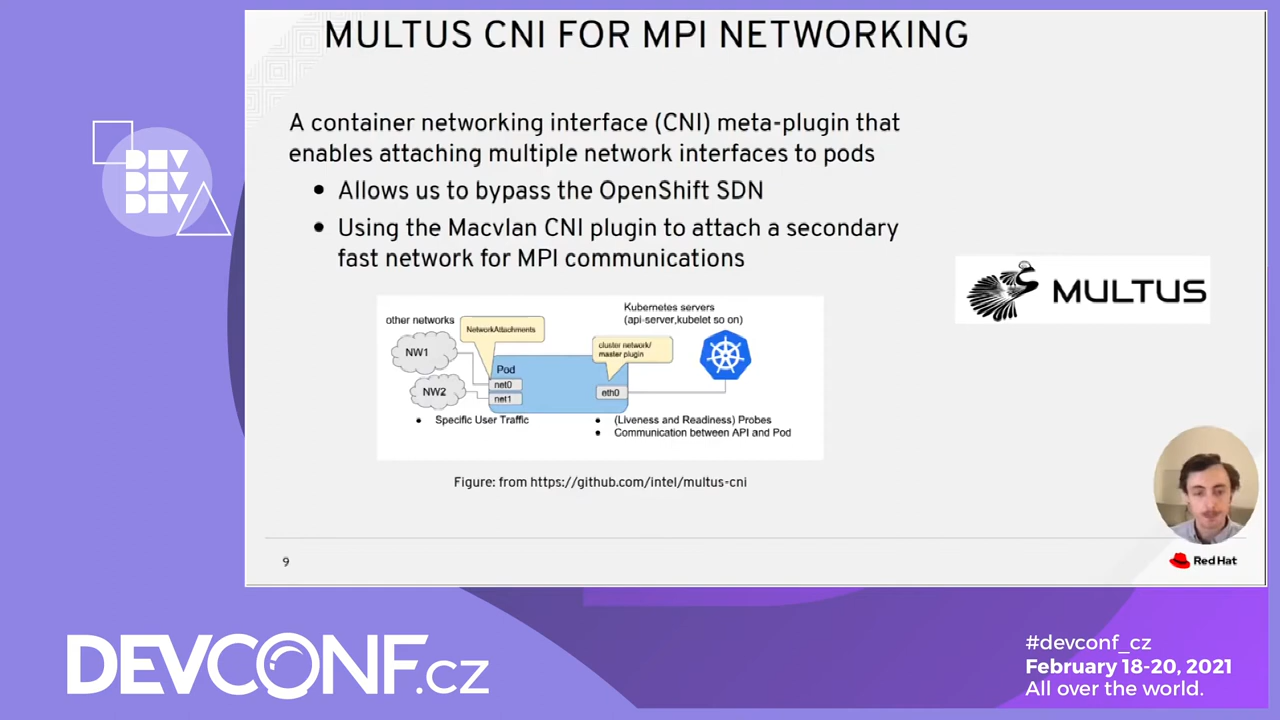 MULTUS CNI FOR MPI NETWORKING
A container networking interface (CNI) meta-plugin that
enables attaching multiple network interfaces to pods
• Allows us to bypass the OpenShift SDN
• Using the Macvlan CNI plugin to attach a secondary
fast network for MPI communications
DEV
DEV
DEV
MULTUS
other networks
NetworkAttachments
Kubernetes servers
(api-server,kubelet so on)
cluster network/
master plugin
NW1
NW2
Pod
net0
net1
eth0
• Specific User Traffic
• (Liveness and Readiness) Probes
• Communication between API and Pod
Figure: from https://github.com/intel/multus-cni
9
Red Hat
DEVCONF.cz
#devconf_cz
February 18-20, 2021
All over the world.